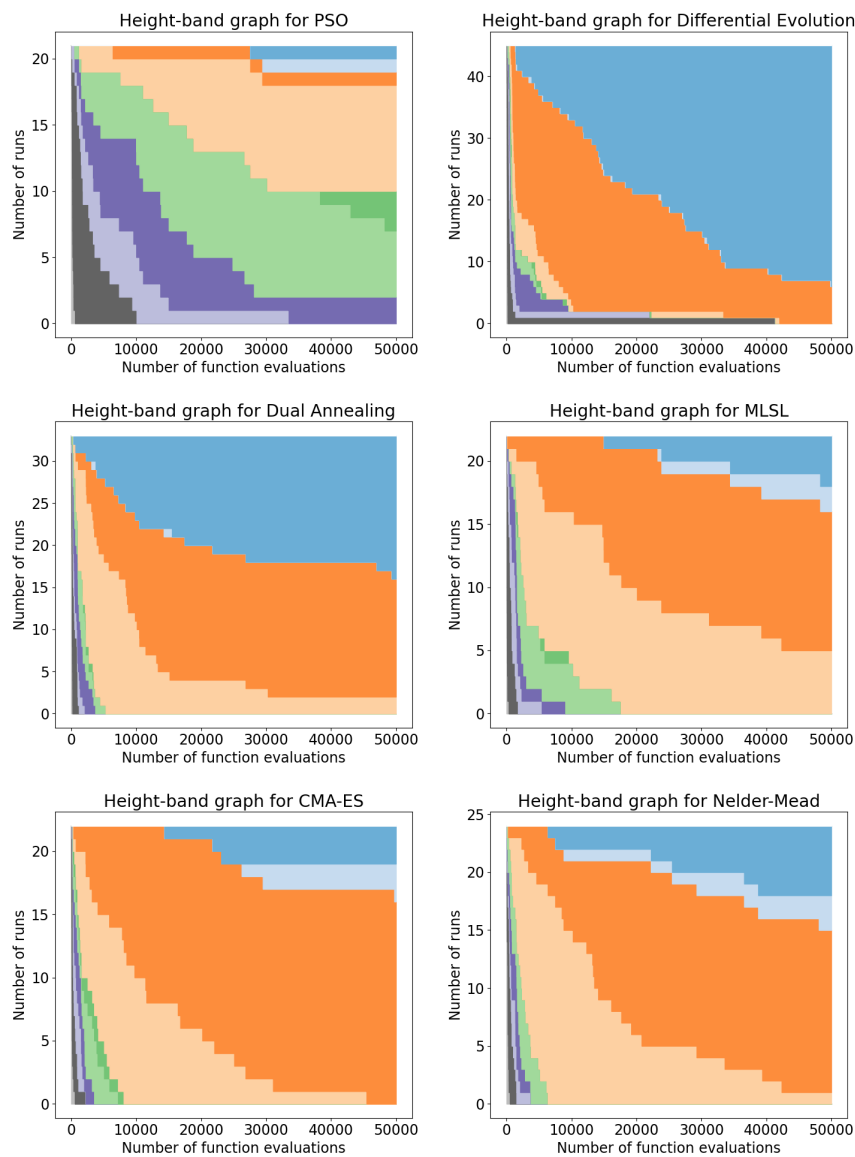 Height-band graph for PSO
20
15
10
5
0
Number of runs
0 10000 20000 30000 40000 50000
Number of function evaluations
Height-band graph for Differential Evolution
40
30
20
10
0
Number of runs
0 10000 20000 30000 40000 50000
Number of function evaluations
Height-band graph for Dual Annealing
30
25
20
15
10
5
0
Number of runs
0 10000 20000 30000 40000 50000
Number of function evaluations
Height-band graph for MLSL
20
15
10
5
0
Number of runs
0 10000 20000 30000 40000 50000
Number of function evaluations
Height-band graph for CMA-ES
20
15
10
5
0
Number of runs
0 10000 20000 30000 40000 50000
Number of function evaluations
Height-band graph for Nelder-Mead
25
20
15
10
5
0
Number of runs
0 10000 20000 30000 40000 50000
Number of function evaluations